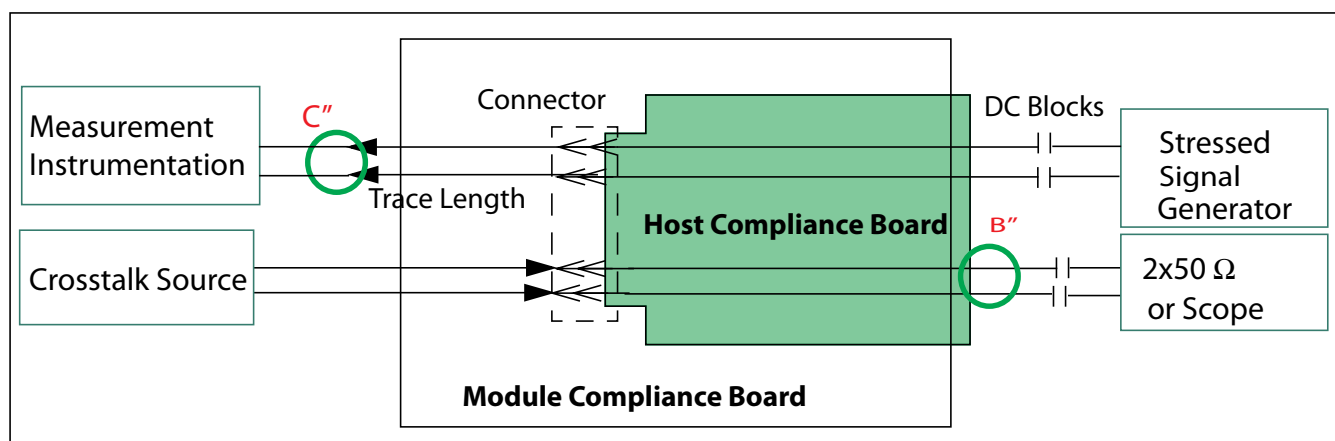 Measurement
Instrumentation
C″
Connector
Trace Length
DC Blocks
Stressed
Signal
Generator
Host Compliance Board
B″
Crosstalk Source
2x50 Ω
or Scope
Module Compliance Board